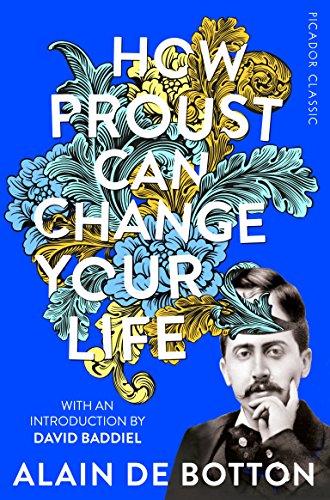 PICADOR CLASSIC
HOW
PROUST
CAN
CHANGE
YOUR
LIFE
WITH AN
INTRODUCTION BY
DAVID BADDIEL
ALAIN DE BOTTON